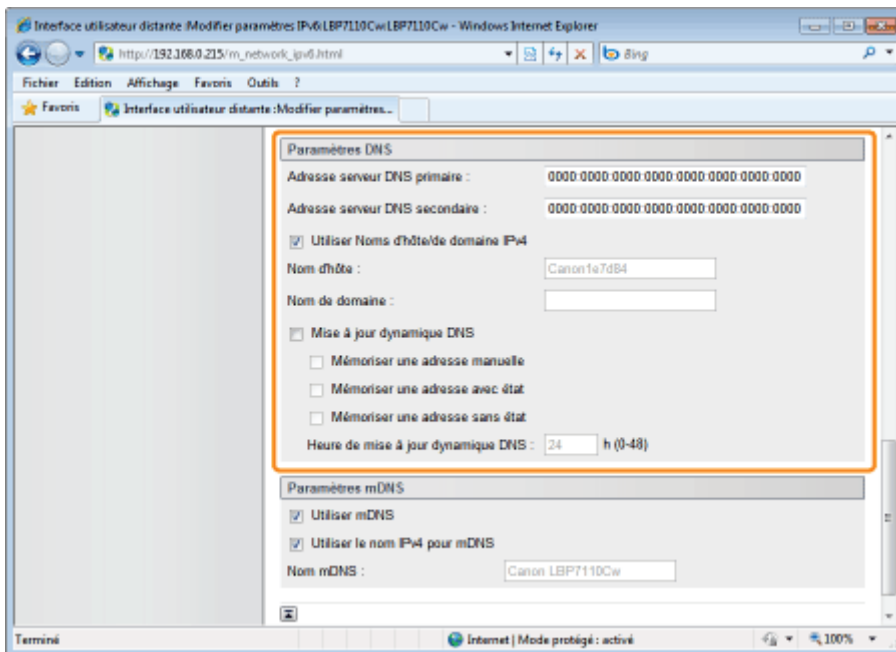 Interface utilisateur distante :Modifier paramètres IPv6:LBP7110Cw:LBP7110Cw - Windows Internet Explorer
http://192.168.0.215/m_network_ipv6.html
Bing
Fichier Edition Affichage Favoris Outils ?
Favoris Interface utilisateur distante :Modifier paramètres...
Paramètres DNS
Adresse serveur DNS primaire : 0000:0000:0000:0000:0000:0000:0000:0000
Adresse serveur DNS secondaire : 0000:0000:0000:0000:0000:0000:0000:0000
Utiliser Noms d'hôte/de domaine IPv4
Nom d'hôte : Canon1e7d84
Nom de domaine :
Mise à jour dynamique DNS
Mémoriser une adresse manuelle
Mémoriser une adresse avec état
Mémoriser une adresse sans état
Heure de mise à jour dynamique DNS : 24 h (0-48)
Paramètres mDNS
Utiliser mDNS
Utiliser le nom IPv4 pour mDNS
Nom mDNS : Canon LBP7110Cw
Terminé Internet | Mode protégé : activé 100%